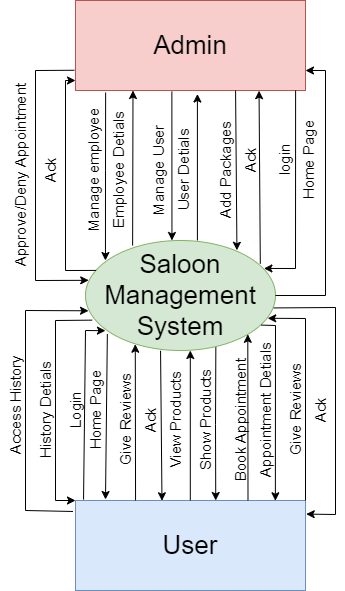 Admin
Approve/Deny Appointment
Ack
Manage employee
Employee Detials
Manage User
User Detials
Add Packages
Ack
login
Home Page
Saloon
Management
System
Access History
History Detials
Login
Home Page
Give Reviews
Ack
View Products
Show Products
Book Appointment
Appointment Detials
Give Reviews
Ack
User